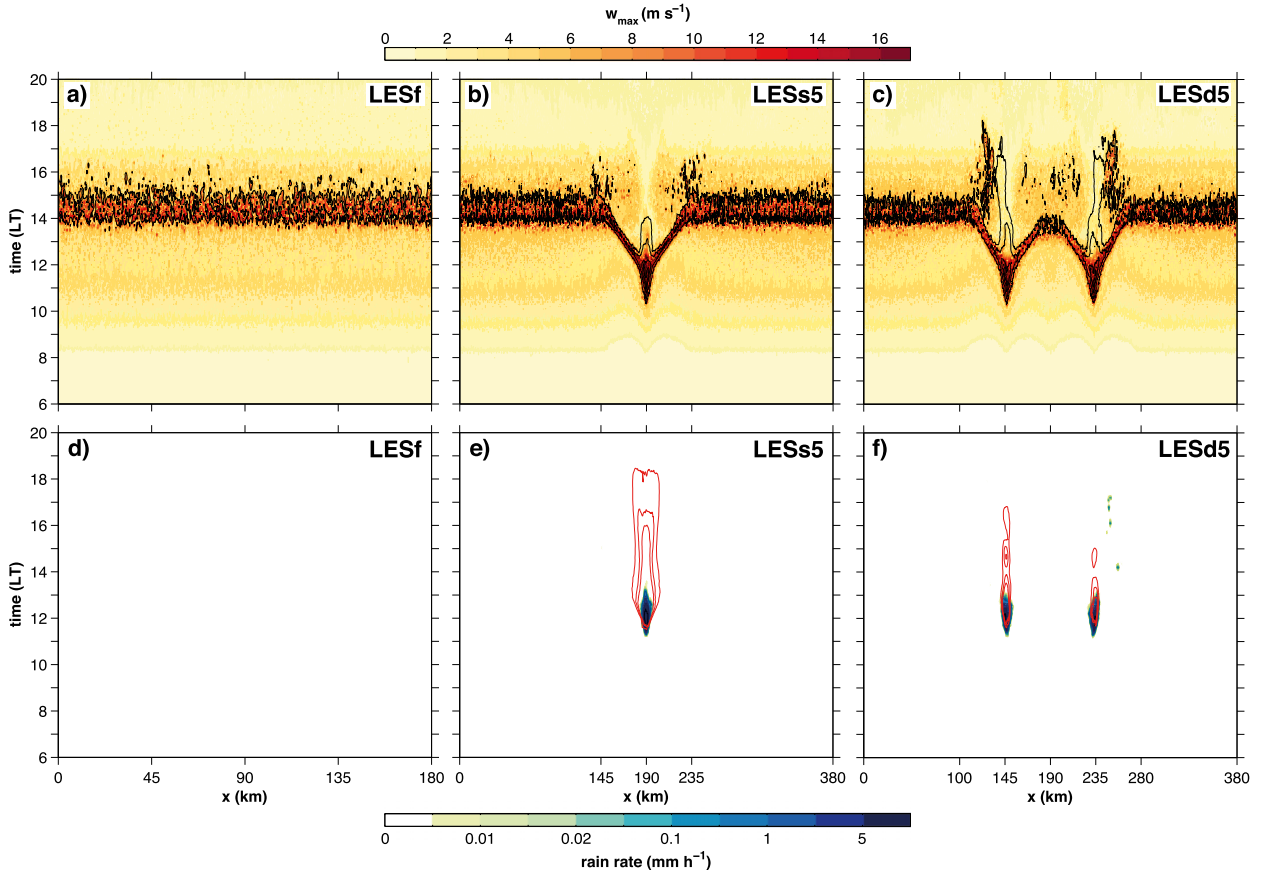 w_max (m s⁻¹)
0 2 4 6 8 10 12 14 16
a) LESf
b) LESs5
c) LESd5
time (LT)
20
18
16
14
12
10
8
6
d) LESf
e) LESs5
f) LESd5
time (LT)
20
18
16
14
12
10
8
6
0 45 90 135 180
0 145 190 235 380
0 100 145 190 235 280 380
x (km) x (km) x (km)
0 0.01 0.02 0.1 1 5
rain rate (mm h⁻¹)